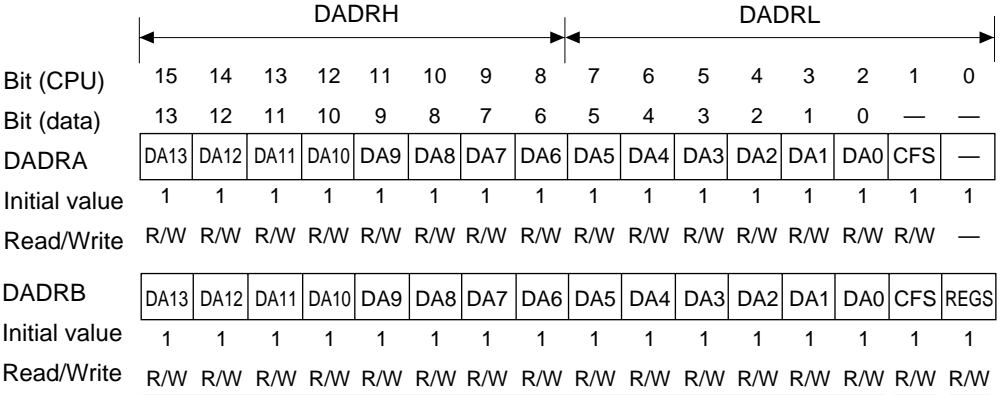 DADRH DADRL
Bit (CPU) 15 14 13 12 11 10 9 8 7 6 5 4 3 2 1 0
Bit (data) 13 12 11 10 9 8 7 6 5 4 3 2 1 0 — —
DADRA DA13 DA12 DA11 DA10 DA9 DA8 DA7 DA6 DA5 DA4 DA3 DA2 DA1 DA0 CFS —
Initial value 1 1 1 1 1 1 1 1 1 1 1 1 1 1 1 1
Read/Write R/W R/W R/W R/W R/W R/W R/W R/W R/W R/W R/W R/W R/W R/W R/W —
DADRB DA13 DA12 DA11 DA10 DA9 DA8 DA7 DA6 DA5 DA4 DA3 DA2 DA1 DA0 CFS REGS
Initial value 1 1 1 1 1 1 1 1 1 1 1 1 1 1 1 1
Read/Write R/W R/W R/W R/W R/W R/W R/W R/W R/W R/W R/W R/W R/W R/W R/W R/W